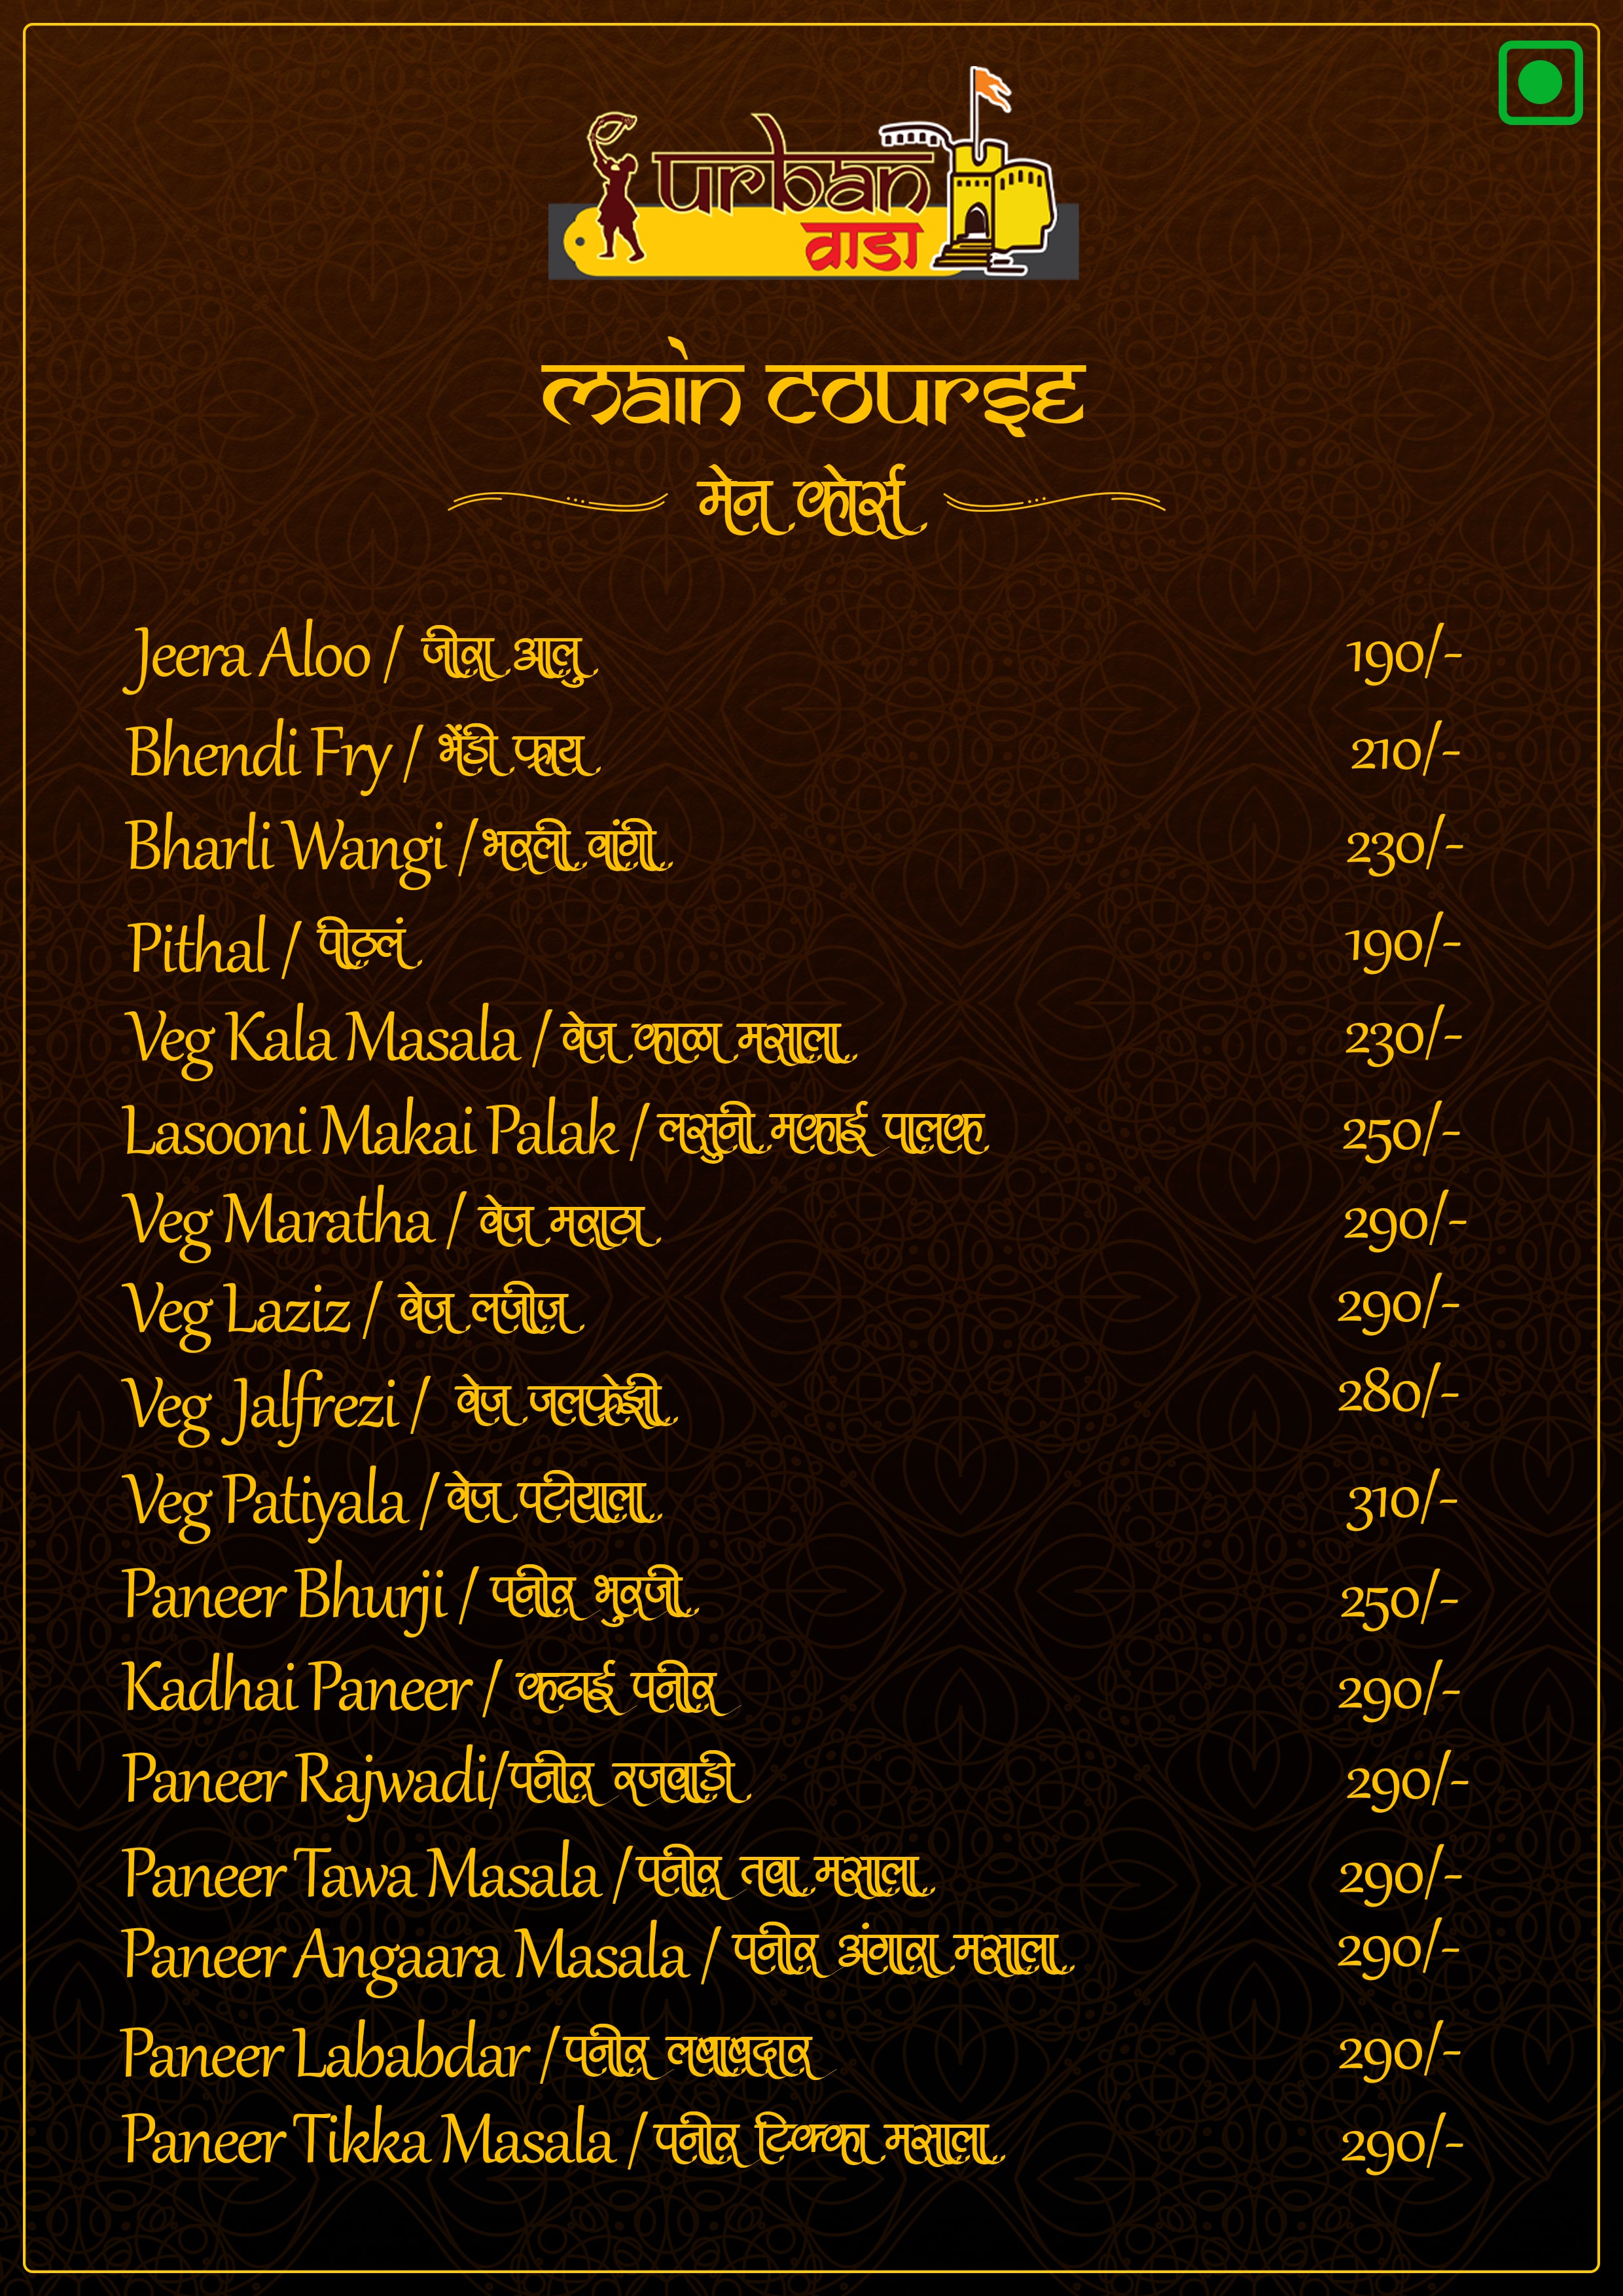 urban
वाडा
main course
मेन कोर्स
Jeera Aloo / जीरा आलु 190/-
Bhendi Fry / भेंडी फ्राय 210/-
Bharli Wangi / भरली वांगी 230/-
Pithal / पीठलं 190/-
Veg Kala Masala / वेज काळा मसाला 230/-
Lasooni Makai Palak / लसुनी मकाई पालक 250/-
Veg Maratha / वेज मराठा 290/-
Veg Laziz / वेज लजीज 290/-
Veg Jalfrezi / वेज जलफ्रेझी 280/-
Veg Patiyala / वेज पटीयाला 310/-
Paneer Bhurji / पनीर भुरजी 250/-
Kadhai Paneer / कढाई पनीर 290/-
Paneer Rajwadi/पनीर रजवाडी 290/-
Paneer Tawa Masala / पनीर तवा मसाला 290/-
Paneer Angaara Masala / पनीर अंगारा मसाला 290/-
Paneer Lababdar / पनीर लबाबदार 290/-
Paneer Tikka Masala / पनीर टिक्का मसाला 290/-